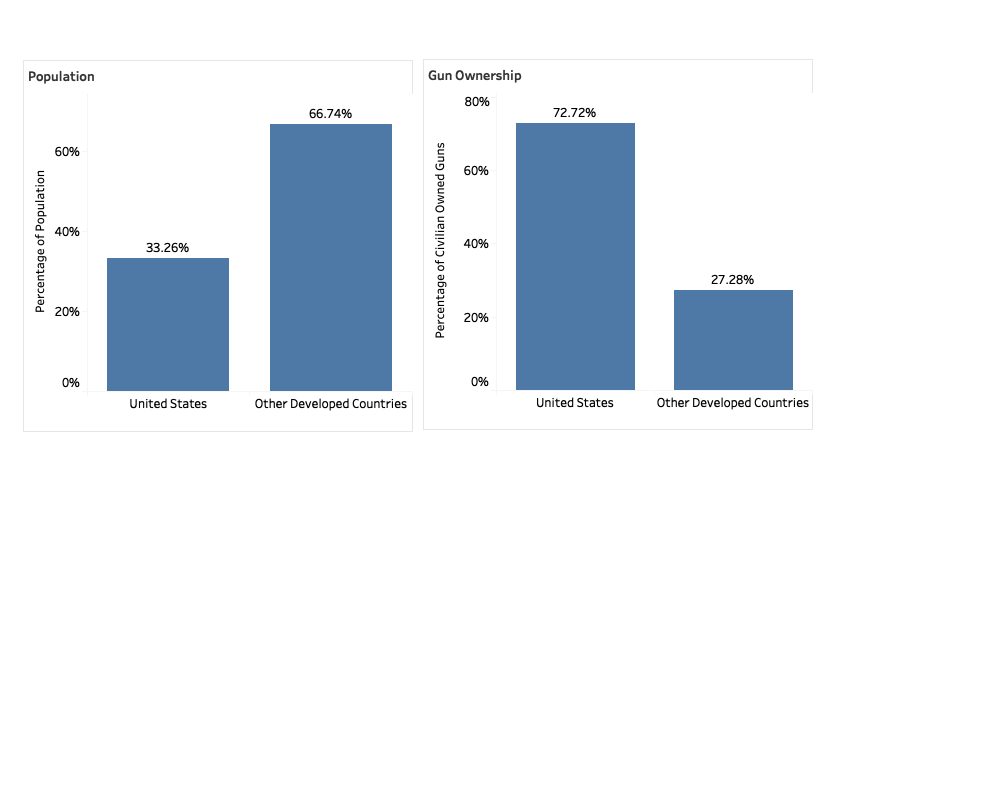 Population
Percentage of Population
60%
40%
20%
0%
66.74%
33.26%
United States
Other Developed Countries
Gun Ownership
Percentage of Civilian Owned Guns
80%
60%
40%
20%
0%
72.72%
27.28%
United States
Other Developed Countries